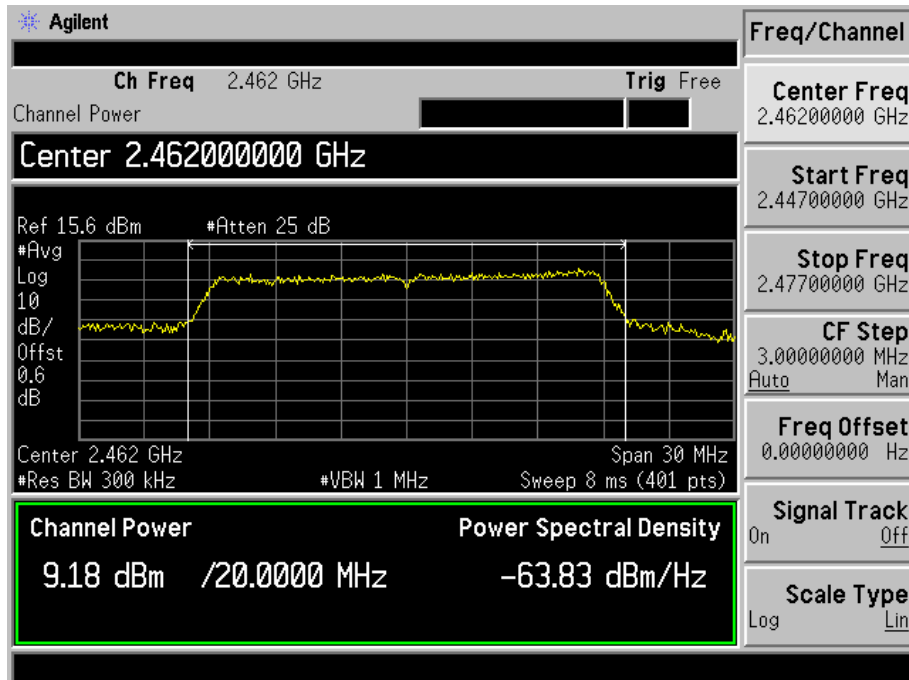 Agilent
Freq/Channel
Ch Freq 2.462 GHz Trig Free
Channel Power
Center 2.462000000 GHz
Ref 15.6 dBm #Atten 25 dB
#Avg
Log
10
dB/
Offst
0.6
dB
Center 2.462 GHz Span 30 MHz
#Res BW 300 kHz #VBW 1 MHz Sweep 8 ms (401 pts)
Channel Power Power Spectral Density
9.18 dBm /20.0000 MHz -63.83 dBm/Hz
Center Freq
2.46200000 GHz
Start Freq
2.44700000 GHz
Stop Freq
2.47700000 GHz
CF Step
3.00000000 MHz
Auto Man
Freq Offset
0.00000000 Hz
Signal Track
On Off
Scale Type
Log Lin